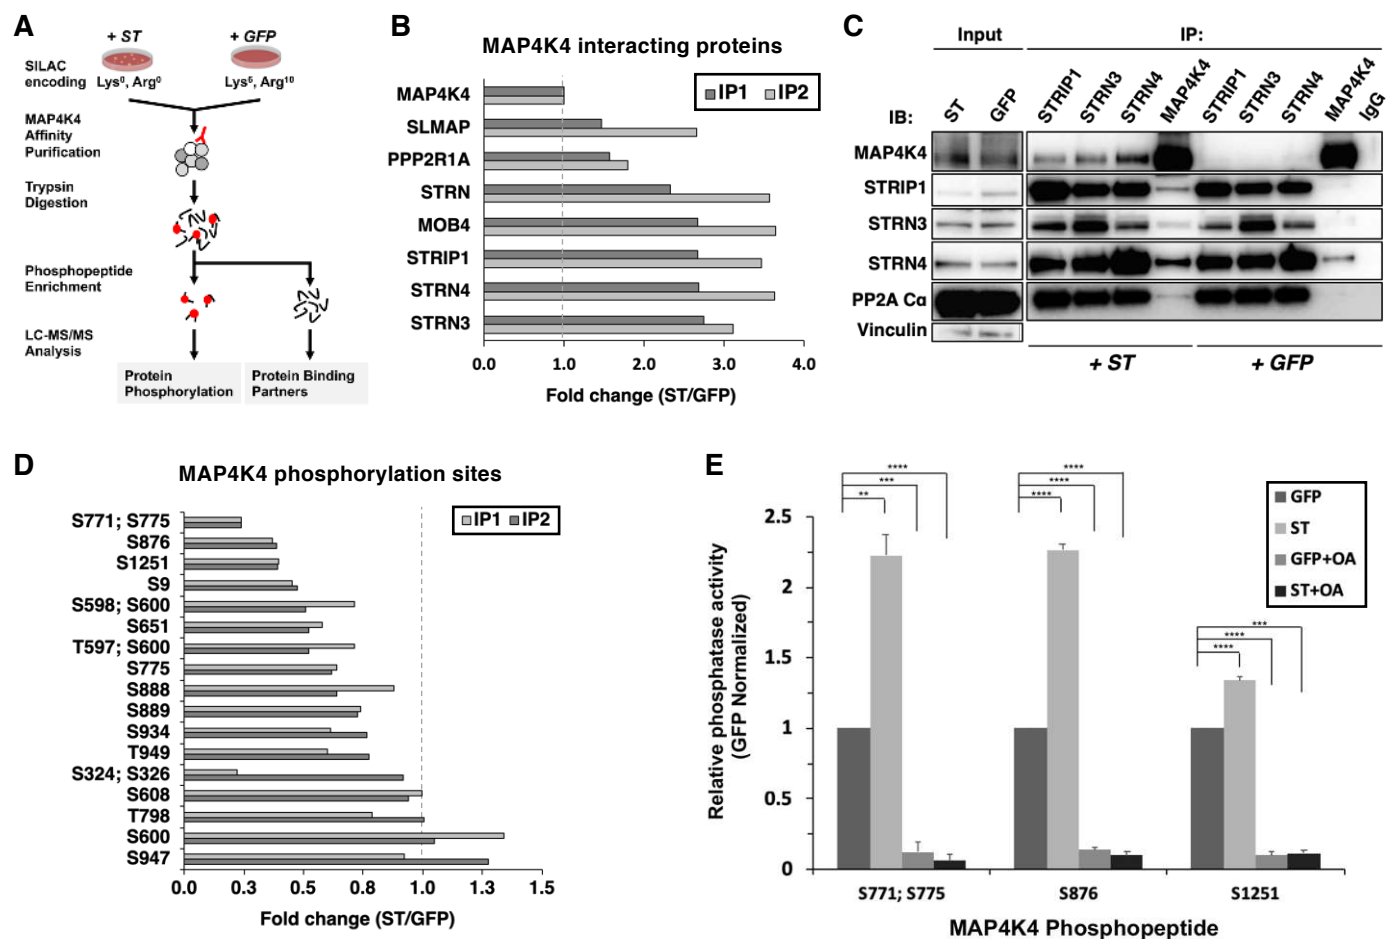 A
+ ST
+ GFP
SILAC
encoding
Lys⁰, Arg⁰
Lys⁶, Arg¹⁰
MAP4K4
Affinity
Purification
Trypsin
Digestion
Phosphopeptide
Enrichment
LC-MS/MS
Analysis
Protein
Phosphorylation
Protein Binding
Partners
B
MAP4K4 interacting proteins
IP1 IP2
MAP4K4
SLMAP
PPP2R1A
STRN
MOB4
STRIP1
STRN4
STRN3
0.0 1.0 2.0 3.0 4.0
Fold change (ST/GFP)
C
Input IP:
IB: ST GFP STRIP1 STRN3 STRN4 MAP4K4 STRIP1 STRN3 STRN4 MAP4K4 IgG
MAP4K4
STRIP1
STRN3
STRN4
PP2A Cα
Vinculin
+ ST + GFP
D
MAP4K4 phosphorylation sites
IP1 IP2
S771; S775
S876
S1251
S9
S598; S600
S651
T597; S600
S775
S888
S889
S934
T949
S324; S326
S608
T798
S600
S947
0.0 0.3 0.5 0.8 1.0 1.3 1.5
Fold change (ST/GFP)
E
Relative phosphatase activity
(GFP Normalized)
2.5
2
1.5
1
0.5
0
****
***
**
****
****
****
***
****
****
GFP
ST
GFP+OA
ST+OA
S771; S775 S876 S1251
MAP4K4 Phosphopeptide